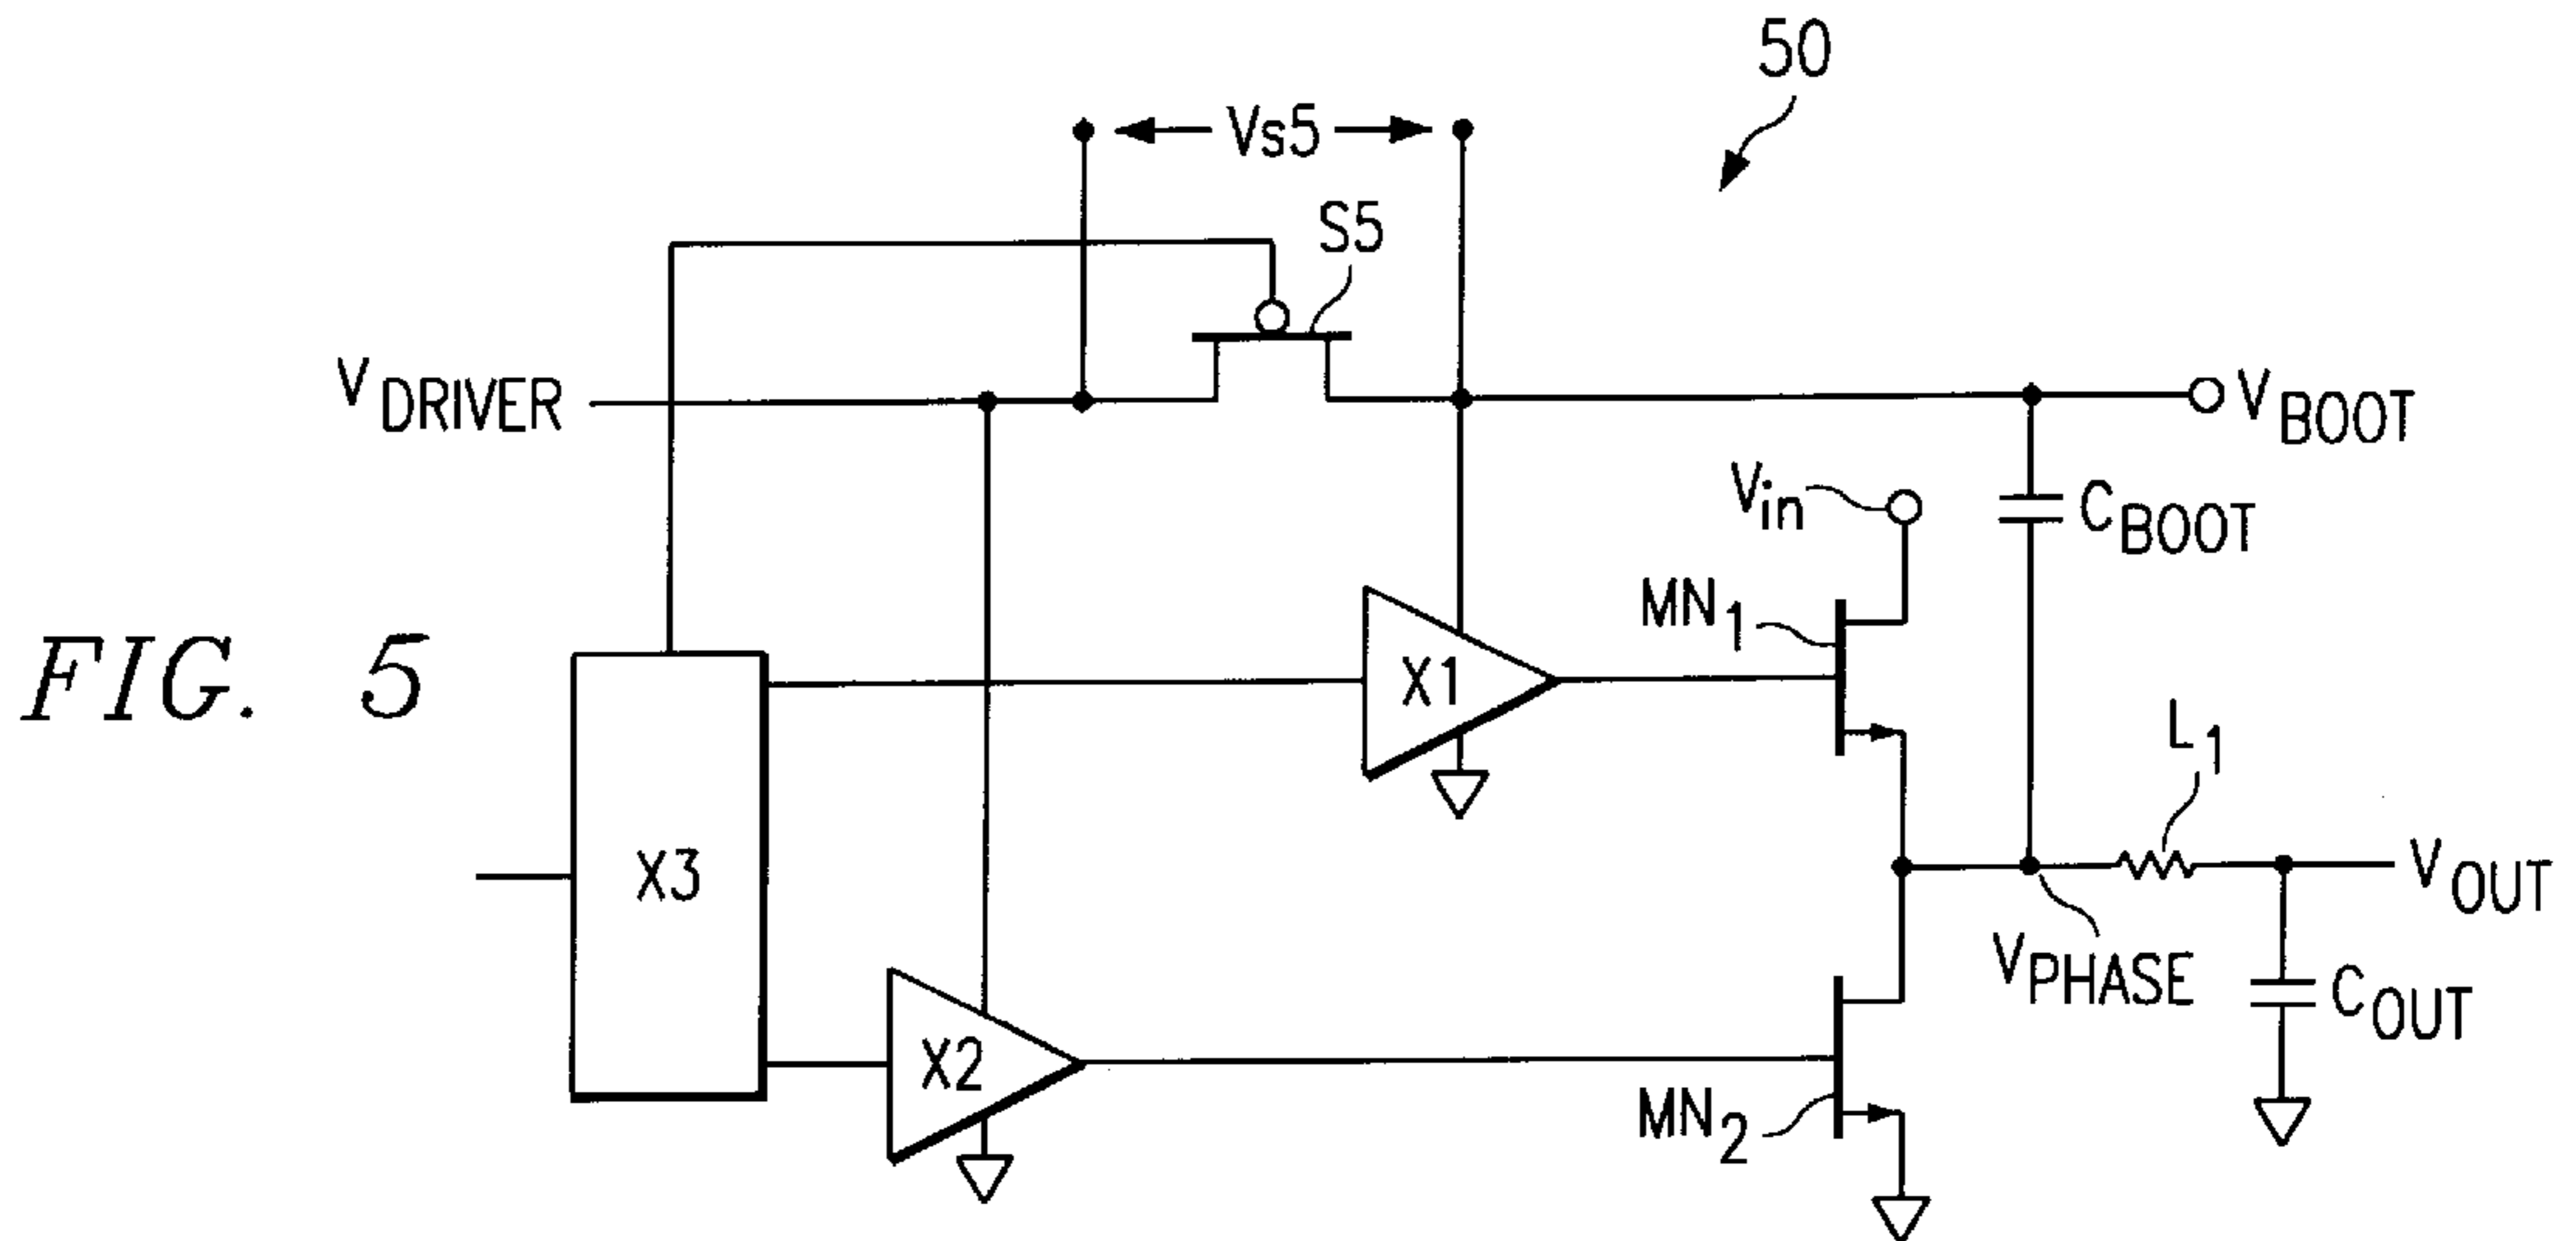 50
Vs5
S5
VDRIVER
VBOOT
Vin
CBOOT
MN1
FIG. 5
X1
L1
X3
VOUT
VPHASE
COUT
X2
MN2